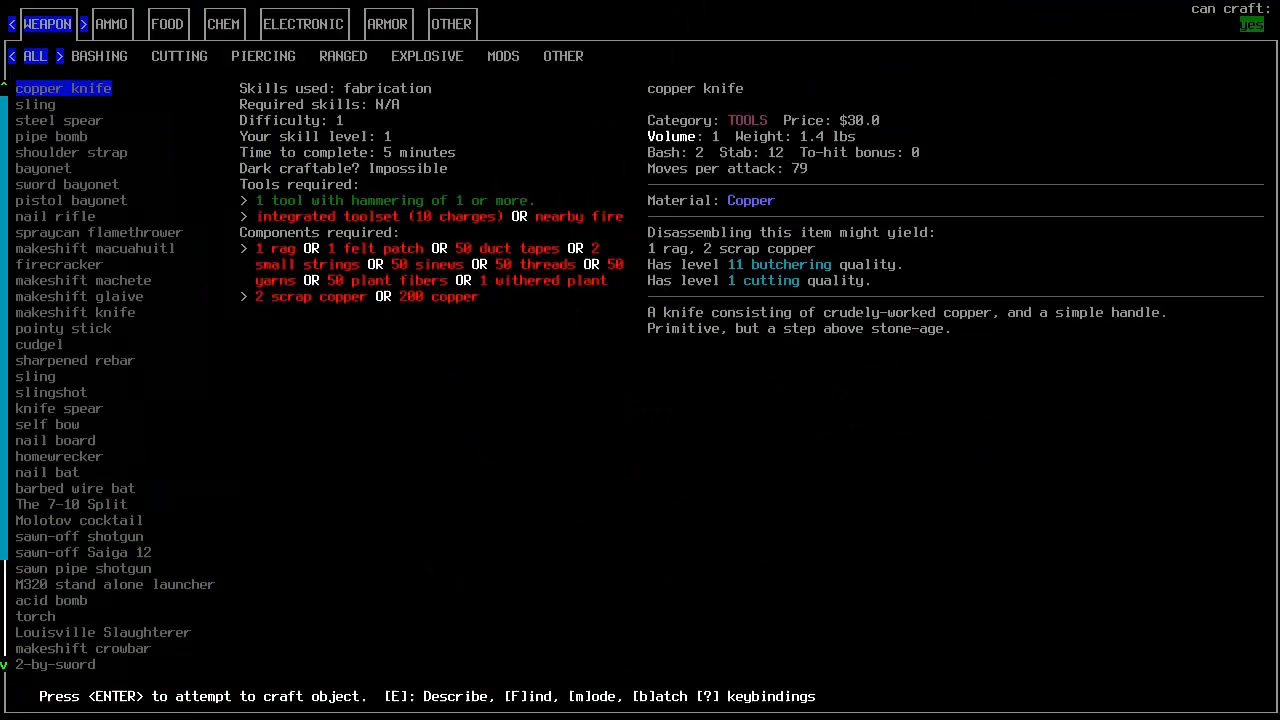 can craft:
< WEAPON > AMMO FOOD CHEM ELECTRONIC ARMOR OTHER yes
< ALL > BASHING CUTTING PIERCING RANGED EXPLOSIVE MODS OTHER
^ copper knife Skills used: fabrication copper knife
sling Required skills: N/A
steel spear Difficulty: 1 Category: TOOLS Price: $30.0
pipe bomb Your skill level: 1 Volume: 1 Weight: 1.4 lbs
shoulder strap Time to complete: 5 minutes Bash: 2 Stab: 12 To-hit bonus: 0
bayonet Dark craftable? Impossible Moves per attack: 79
sword bayonet Tools required:
pistol bayonet > 1 tool with hammering of 1 or more. Material: Copper
nail rifle > integrated toolset (10 charges) OR nearby fire
spraycan flamethrower Components required: Disassembling this item might yield:
makeshift macuahuitl > 1 rag OR 1 felt patch OR 50 duct tapes OR 2 1 rag, 2 scrap copper
firecracker small strings OR 50 sinews OR 50 threads OR 50 Has level 11 butchering quality.
makeshift machete yarns OR 50 plant fibers OR 1 withered plant Has level 1 cutting quality.
makeshift glaive > 2 scrap copper OR 200 copper
makeshift knife A knife consisting of crudely-worked copper, and a simple handle.
pointy stick Primitive, but a step above stone-age.
cudgel
sharpened rebar
sling
slingshot
knife spear
self bow
nail board
homewrecker
nail bat
barbed wire bat
The 7-10 Split
Molotov cocktail
sawn-off shotgun
sawn-off Saiga 12
sawn pipe shotgun
M320 stand alone launcher
acid bomb
torch
Louisville Slaughterer
makeshift crowbar
v 2-by-sword
Press <ENTER> to attempt to craft object. [E]: Describe, [F]ind, [m]ode, [b]atch [?] keybindings